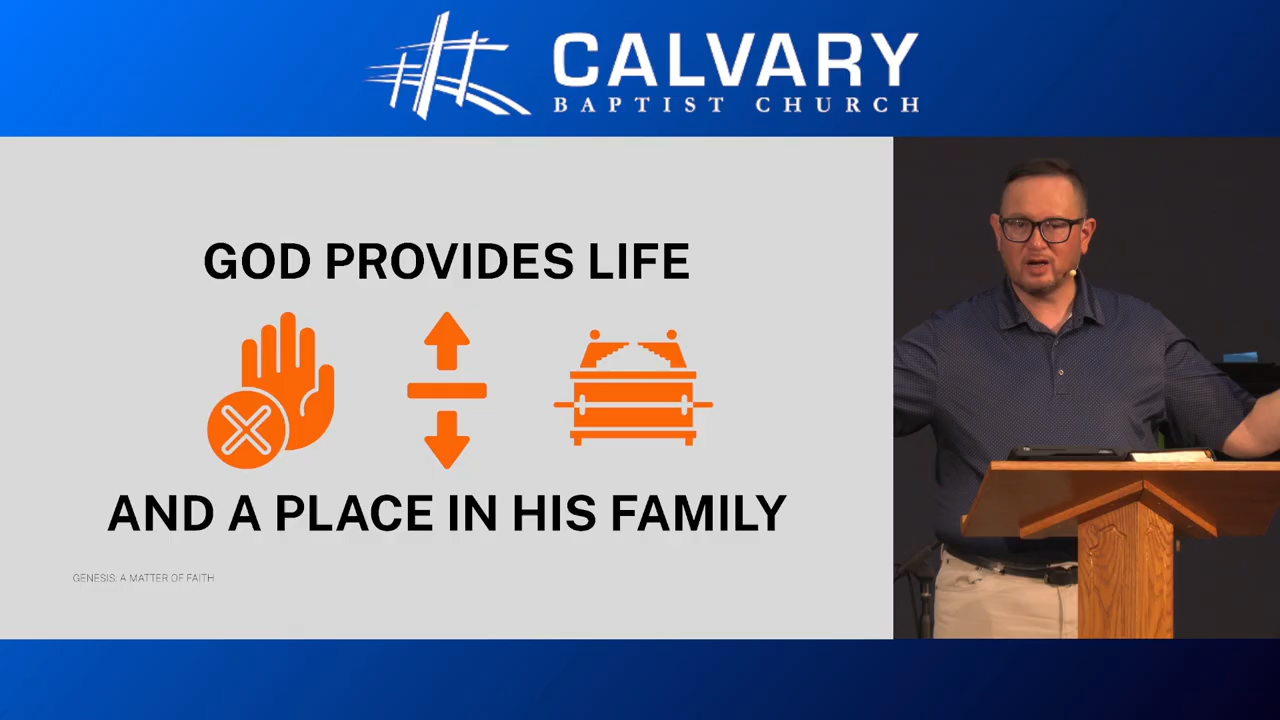 CALVARY
BAPTIST CHURCH
GOD PROVIDES LIFE
AND A PLACE IN HIS FAMILY
GENESIS: A MATTER OF FAITH